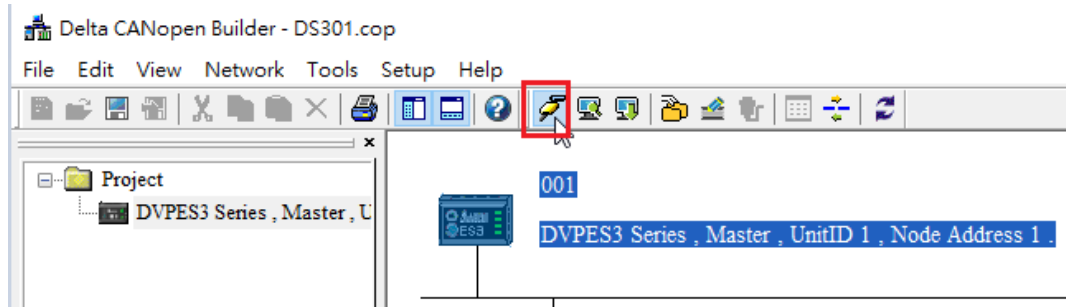 Delta CANopen Builder - DS301.cop
File Edit View Network Tools Setup Help
Project
DVPES3 Series , Master , U
001
ES3
DVPES3 Series , Master , UnitID 1 , Node Address 1 .